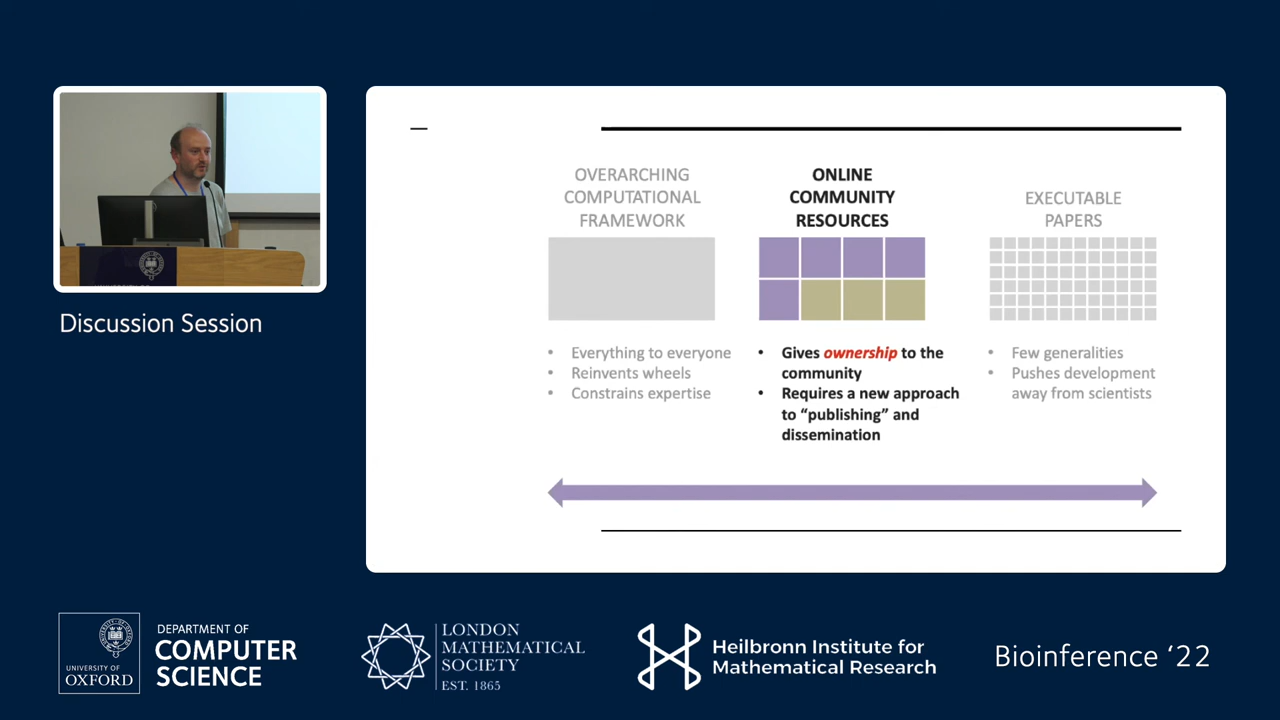 Discussion Session
OVERARCHING
COMPUTATIONAL
FRAMEWORK
• Everything to everyone
• Reinvents wheels
• Constrains expertise
ONLINE
COMMUNITY
RESOURCES
• Gives ownership to the
community
• Requires a new approach
to “publishing” and
dissemination
EXECUTABLE
PAPERS
• Few generalities
• Pushes development
away from scientists
UNIVERSITY OF
OXFORD
DEPARTMENT OF
COMPUTER
SCIENCE
LONDON
MATHEMATICAL
SOCIETY
EST. 1865
Heilbronn Institute for
Mathematical Research
Bioinference ‘22